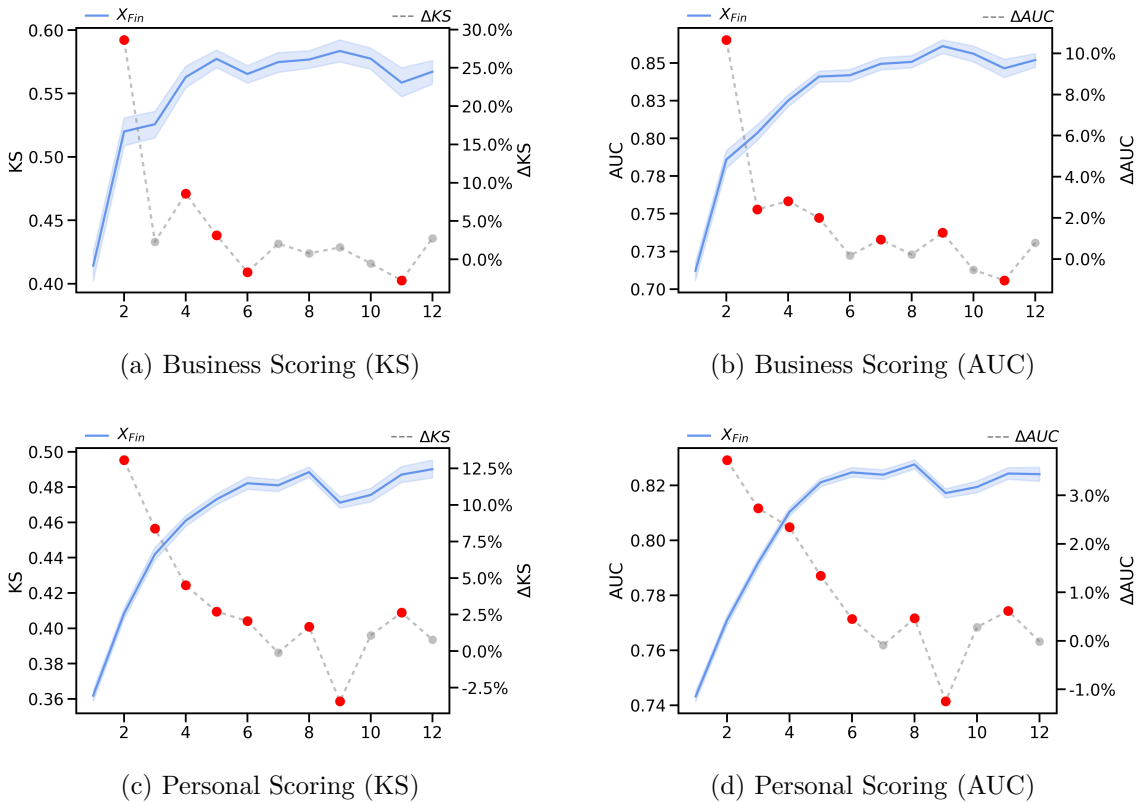 X_Fin
ΔKS
0.60
0.55
0.50
0.45
0.40
KS
30.0%
25.0%
20.0%
15.0%
10.0%
5.0%
0.0%
ΔKS
2 4 6 8 10 12
(a) Business Scoring (KS)
X_Fin
ΔAUC
0.85
0.83
0.80
0.78
0.75
0.73
0.70
AUC
10.0%
8.0%
6.0%
4.0%
2.0%
0.0%
ΔAUC
2 4 6 8 10 12
(b) Business Scoring (AUC)
X_Fin
ΔKS
0.50
0.48
0.46
0.44
0.42
0.40
0.38
0.36
KS
12.5%
10.0%
7.5%
5.0%
2.5%
0.0%
-2.5%
ΔKS
2 4 6 8 10 12
(c) Personal Scoring (KS)
X_Fin
ΔAUC
0.82
0.80
0.78
0.76
0.74
AUC
3.0%
2.0%
1.0%
0.0%
-1.0%
ΔAUC
2 4 6 8 10 12
(d) Personal Scoring (AUC)